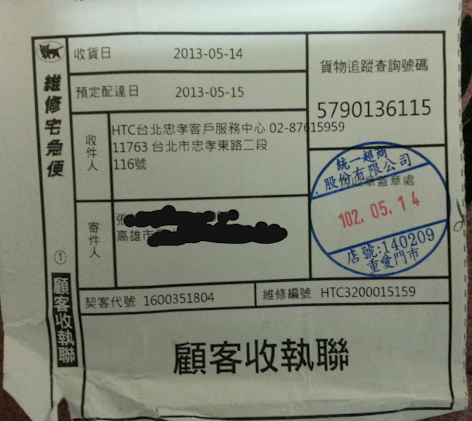 維修宅急便
收貨日 2013-05-14
預定配達日 2013-05-15
貨物追蹤查詢號碼
5790136115
收件人
HTC台北忠孝客戶服務中心 02-87615959
11763 台北市忠孝東路二段
116號
寄件人
張
高雄市
統一超商
股份有限公司
章處
102.05.14
店號:140209
重愛門市
契客代號 1600351804
維修編號 HTC3200015159
① 顧客收執聯
顧客收執聯